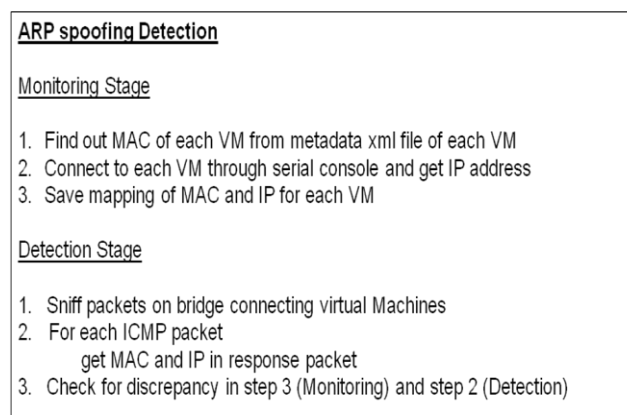 ARP spoofing Detection
Monitoring Stage
1. Find out MAC of each VM from metadata xml file of each VM
2. Connect to each VM through serial console and get IP address
3. Save mapping of MAC and IP for each VM
Detection Stage
1. Sniff packets on bridge connecting virtual Machines
2. For each ICMP packet
get MAC and IP in response packet
3. Check for discrepancy in step 3 (Monitoring) and step 2 (Detection)